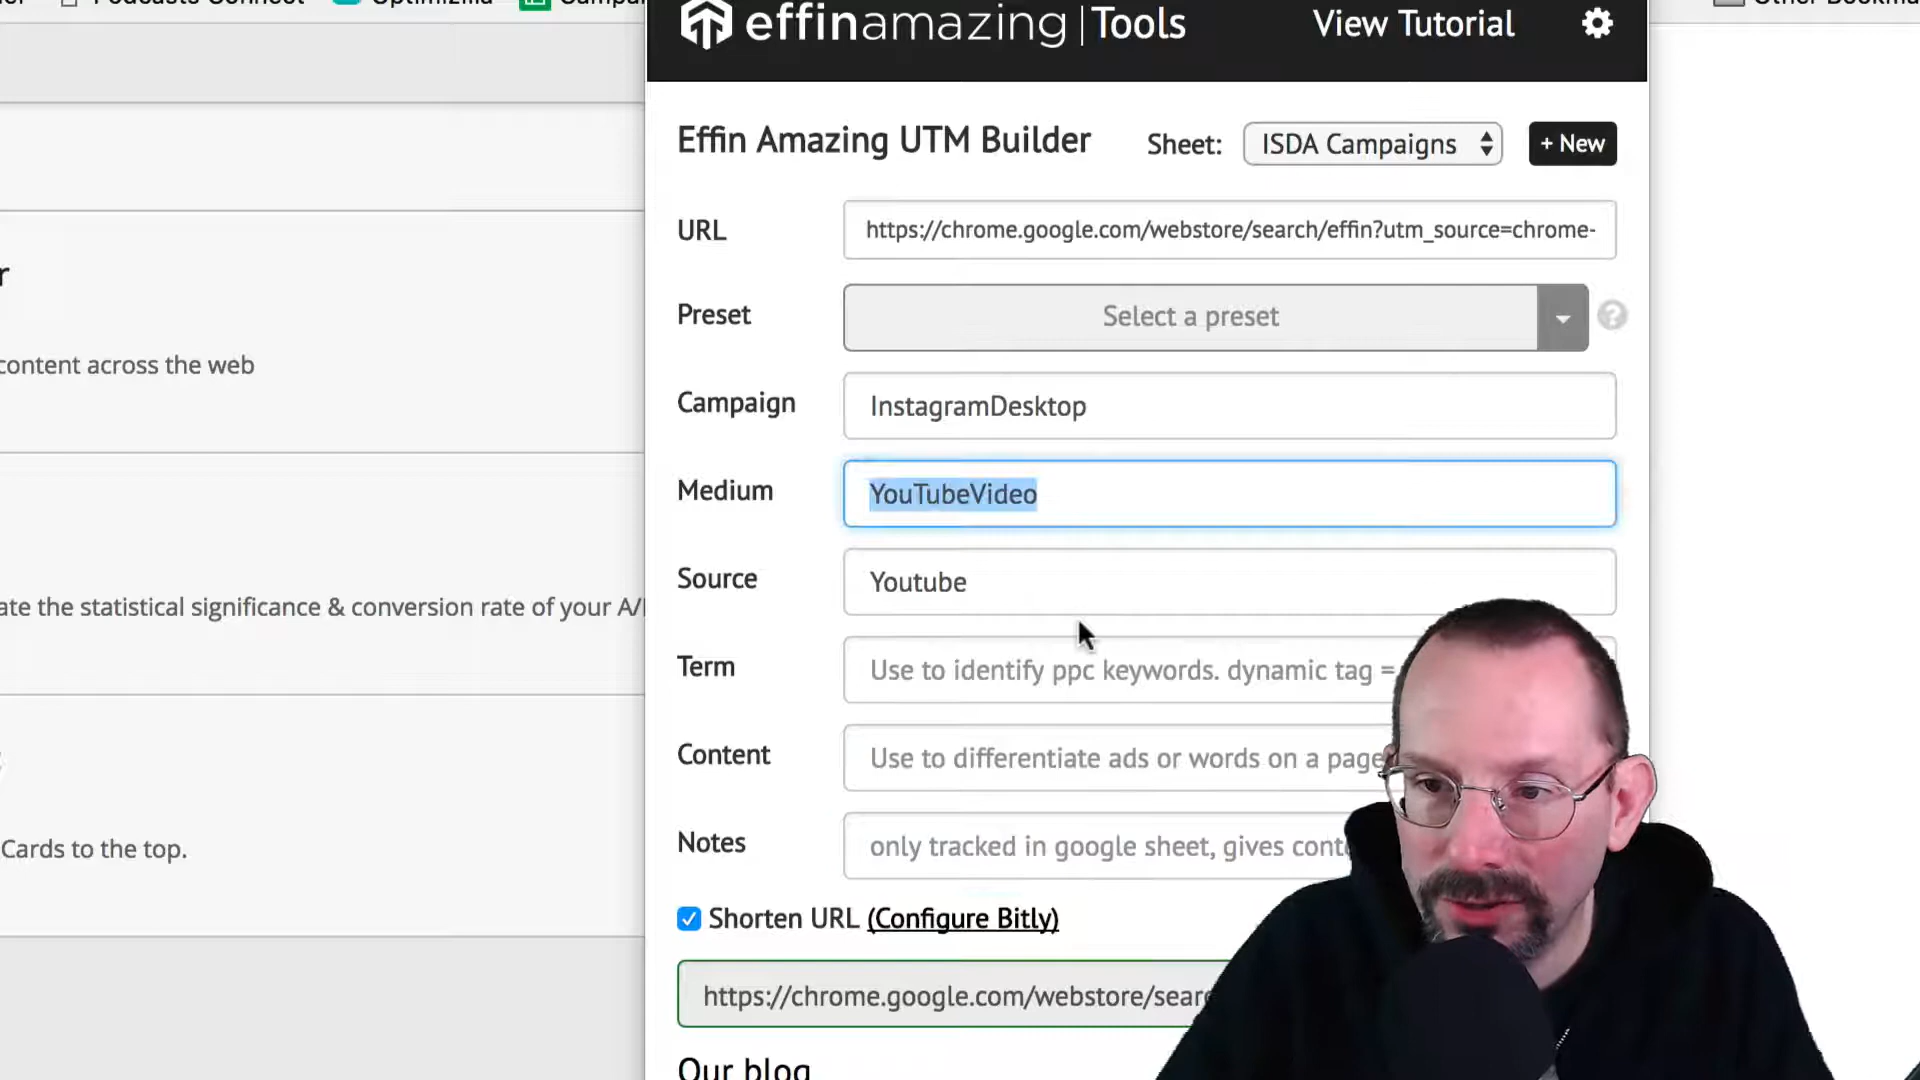 effinamazing | Tools
View Tutorial
Effin Amazing UTM Builder
Sheet:
ISDA Campaigns
+ New
URL
https://chrome.google.com/webstore/search/effin?utm_source=chrome-
Preset
Select a preset
?
content across the web
Campaign
InstagramDesktop
Medium
YouTubeVideo
Source
Youtube
ate the statistical significance & conversion rate of your A/
Term
Use to identify ppc keywords. dynamic tag =
Content
Use to differentiate ads or words on a page
Notes
only tracked in google sheet, gives
Cards to the top.
Shorten URL (Configure Bitly)
https://chrome.google.com/webstore/sear
Our blog